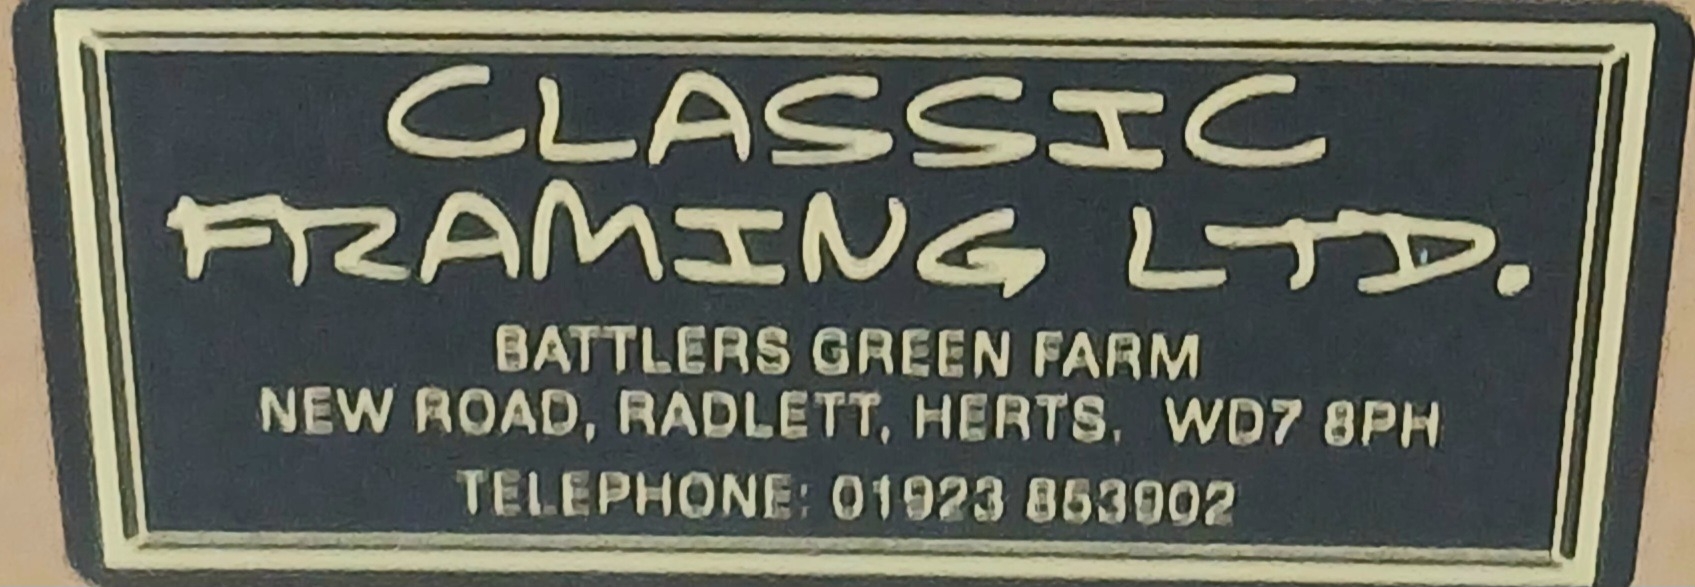 CLASSIC
FRAMING LTD.
BATTLERS GREEN FARM
NEW ROAD, RADLETT, HERTS. WD7 8PH
TELEPHONE: 01923 853902